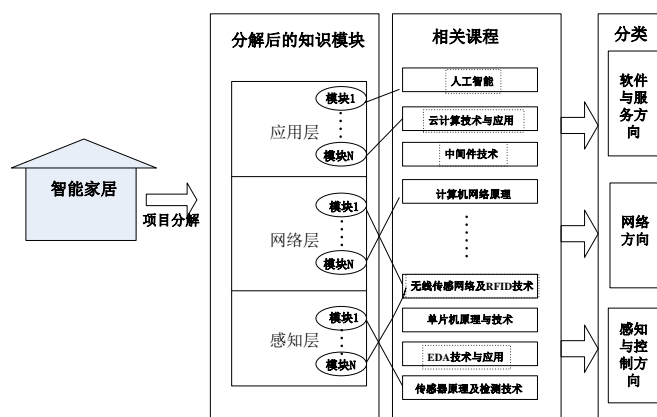 智能家居
项目分解
分解后的知识模块
应用层
模块1
模块N
网络层
模块1
模块N
感知层
模块1
模块N
相关课程
人工智能
云计算技术与应用
中间件技术
计算机网络原理
无线传感网络及RFID技术
单片机原理与技术
EDA技术与应用
传感器原理及检测技术
分类
软件
与服
务方
向
网络
方向
感知
与控
制方
向